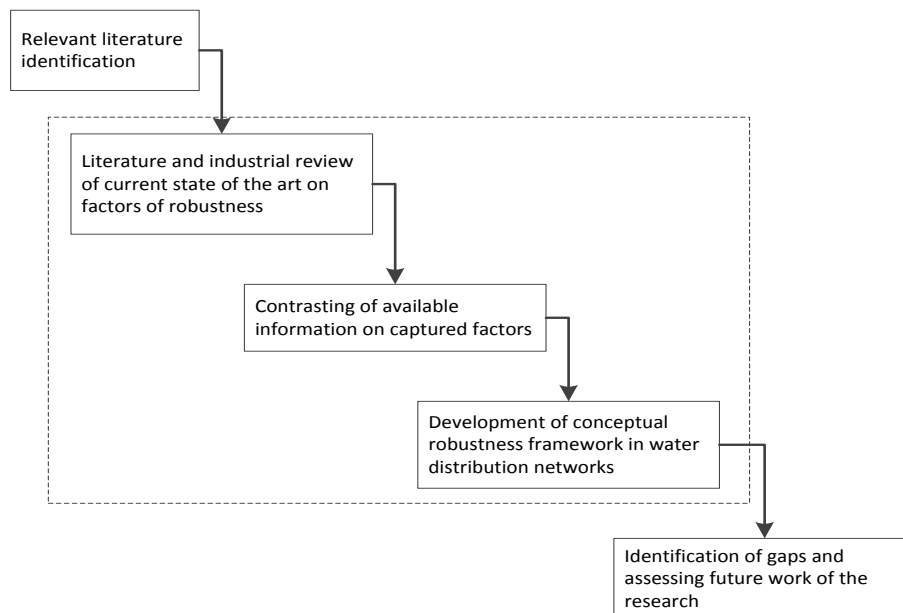 Relevant literature
identification
Literature and industrial review
of current state of the art on
factors of robustness
Contrasting of available
information on captured factors
Development of conceptual
robustness framework in water
distribution networks
Identification of gaps and
assessing future work of the
research